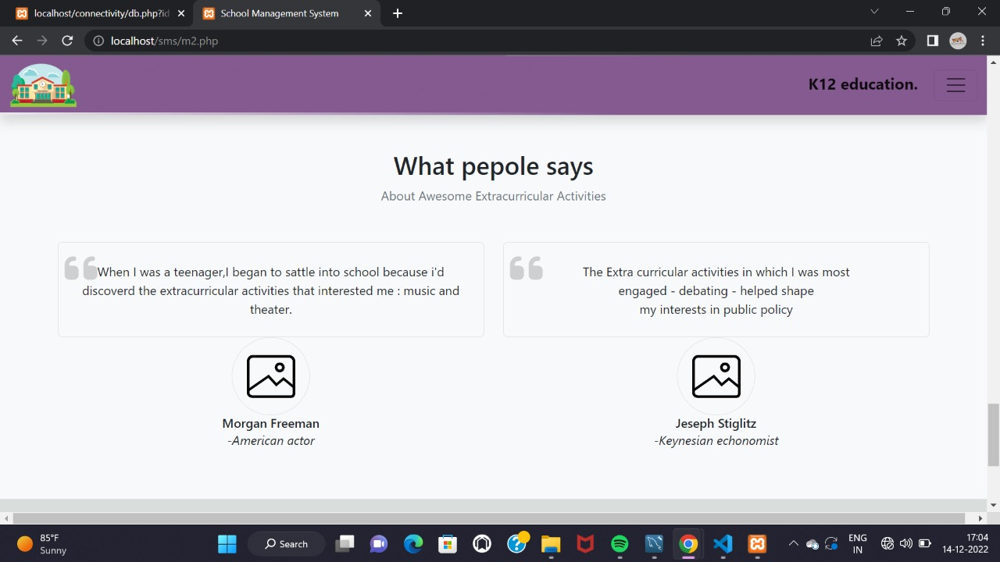 localhost/connectivity/db.php?id
School Management System
localhost/sms/m2.php
K12 education.
What pepole says
About Awesome Extracurricular Activities
When I was a teenager,I began to sattle into school because i'd
discoverd the extracurricular activities that interested me : music and
theater.
The Extra curricular activities in which I was most
engaged - debating - helped shape
my interests in public policy
Morgan Freeman
-American actor
Jeseph Stiglitz
-Keynesian echonomist
85°F
Sunny
Search
ENG
IN
17:04
14-12-2022